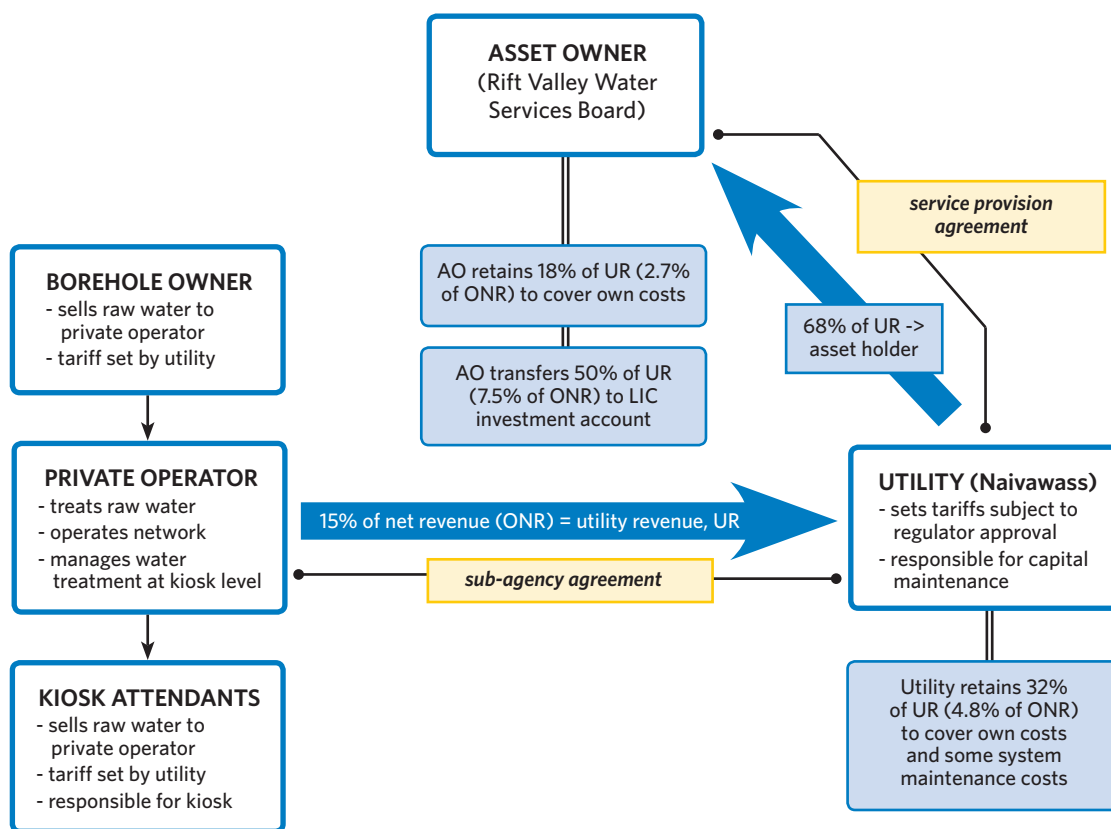 ASSET OWNER
(Rift Valley Water
Services Board)
service provision
agreement
AO retains 18% of UR (2.7%
of ONR) to cover own costs
68% of UR ->
asset holder
AO transfers 50% of UR
(7.5% of ONR) to LIC
investment account
BOREHOLE OWNER
- sells raw water to
private operator
- tariff set by utility
PRIVATE OPERATOR
- treats raw water
- operates network
- manages water
treatment at kiosk level
15% of net revenue (ONR) = utility revenue, UR
sub-agency agreement
UTILITY (Naivawass)
- sets tariffs subject to
regulator approval
- responsible for capital
maintenance
KIOSK ATTENDANTS
- sells raw water to
private operator
- tariff set by utility
- responsible for kiosk
Utility retains 32%
of UR (4.8% of ONR)
to cover own costs
and some system
maintenance costs